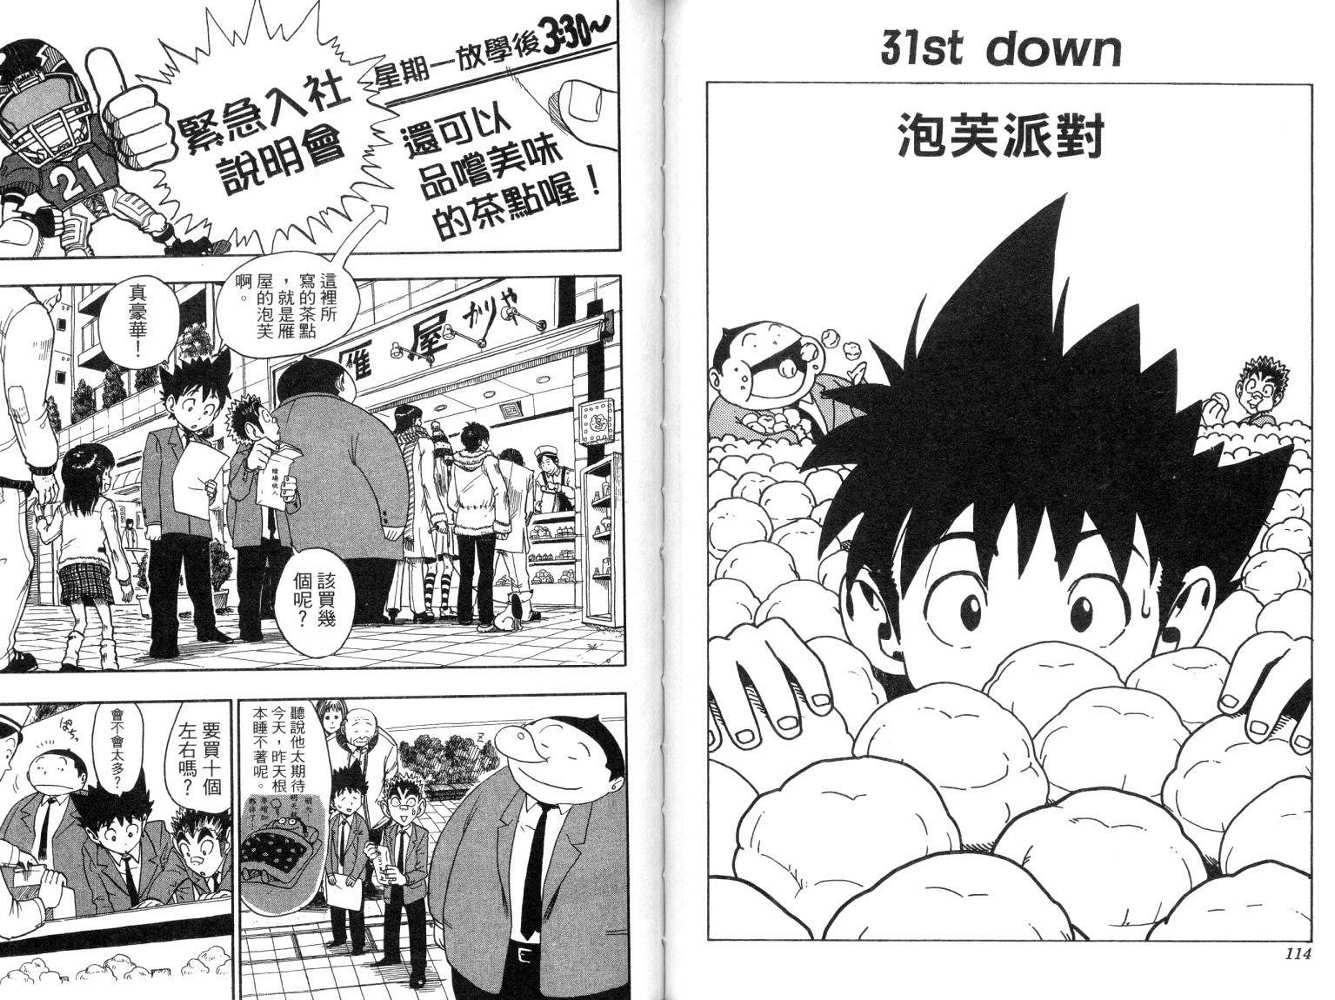 31st down
泡芙派對
114
緊急入社
說明會
星期一放學後3:30~
還可以
品嚐美味
的茶點喔！
21
這裡所
寫的茶點
，就是雁
屋的泡芙
啊。
真豪華！
雁屋かりや
該買幾
個呢？
聽說他太期待
今天，昨天根
本睡不著呢。
E
要買十個
左右嗎？
會不會太多？